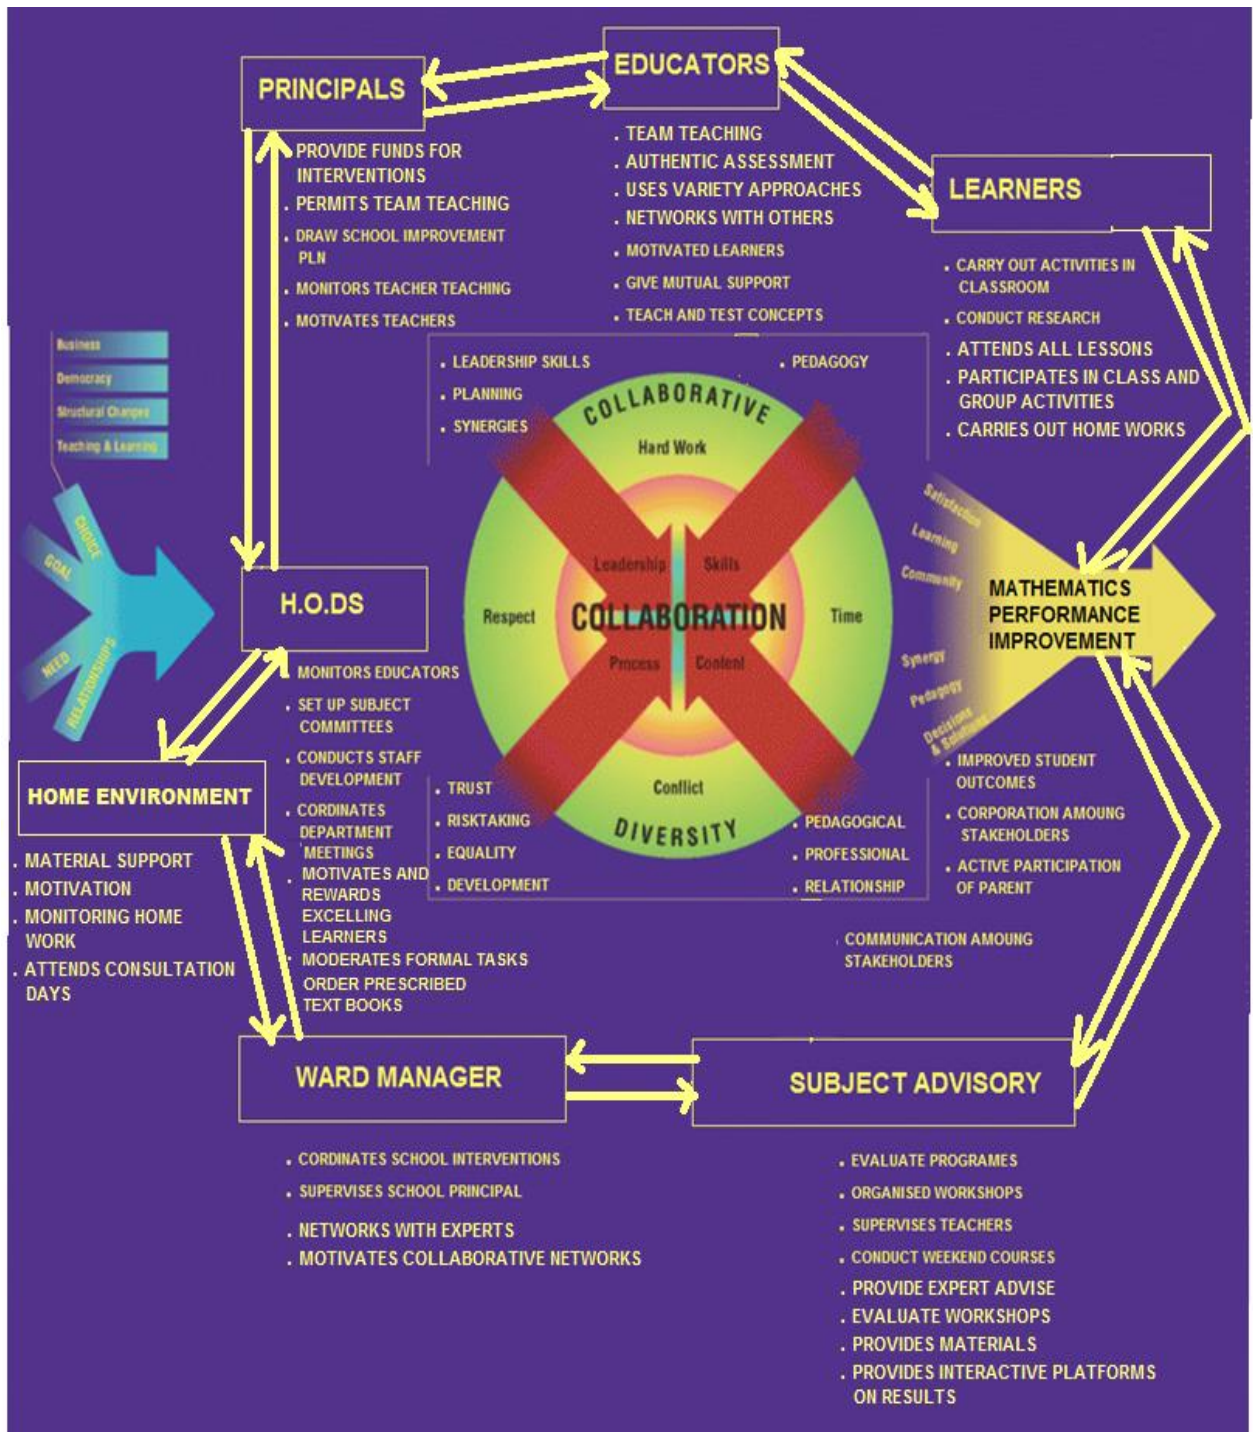 PRINCIPALS
. PROVIDE FUNDS FOR
INTERVENTIONS
. PERMITS TEAM TEACHING
. DRAW SCHOOL IMPROVEMENT
PLN
. MONITORS TEACHER TEACHING
. MOTIVATES TEACHERS
EDUCATORS
. TEAM TEACHING
. AUTHENTIC ASSESSMENT
. USES VARIETY APPROACHES
. NETWORKS WITH OTHERS
. MOTIVATED LEARNERS
. GIVE MUTUAL SUPPORT
. TEACH AND TEST CONCEPTS
LEARNERS
. CARRY OUT ACTIVITIES IN
CLASSROOM
. CONDUCT RESEARCH
. ATTENDS ALL LESSONS
. PARTICIPATES IN CLASS AND
GROUP ACTIVITIES
. CARRIES OUT HOME WORKS
Business
Democracy
Structural Changes
Teaching & Learning
CHOICE
GOAL
NEED
RELATIONSHIPS
. LEADERSHIP SKILLS
. PLANNING
. SYNERGIES
. PEDAGOGY
COLLABORATIVE
Hard Work
Leadership
Skills
Respect
COLLABORATION
Time
Process
Content
Conflict
DIVERSITY
. TRUST
. RISKTAKING
. EQUALITY
. DEVELOPMENT
. PEDAGOGICAL
. PROFESSIONAL
. RELATIONSHIP
Satisfaction
Learning
Community
Synergy
Pedagogy
Decisions
& Solutions
MATHEMATICS
PERFORMANCE
IMPROVEMENT
. IMPROVED STUDENT
OUTCOMES
. CORPORATION AMOUNG
STAKEHOLDERS
. ACTIVE PARTICIPATION
OF PARENT
. COMMUNICATION AMOUNG
STAKEHOLDERS
H.O.DS
. MONITORS EDUCATORS
. SET UP SUBJECT
COMMITTEES
. CONDUCTS STAFF
DEVELOPMENT
. CORDINATES
DEPARTMENT
MEETINGS
. MOTIVATES AND
REWARDS
EXCELLING
LEARNERS
. MODERATES FORMAL TASKS
. ORDER PRESCRIBED
TEXT BOOKS
HOME ENVIRONMENT
. MATERIAL SUPPORT
. MOTIVATION
. MONITORING HOME
WORK
. ATTENDS CONSULTATION
DAYS
WARD MANAGER
. CORDINATES SCHOOL INTERVENTIONS
. SUPERVISES SCHOOL PRINCIPAL
. NETWORKS WITH EXPERTS
. MOTIVATES COLLABORATIVE NETWORKS
SUBJECT ADVISORY
. EVALUATE PROGRAMES
. ORGANISED WORKSHOPS
. SUPERVISES TEACHERS
. CONDUCT WEEKEND COURSES
. PROVIDE EXPERT ADVISE
. EVALUATE WORKSHOPS
. PROVIDES MATERIALS
. PROVIDES INTERACTIVE PLATFORMS
ON RESULTS